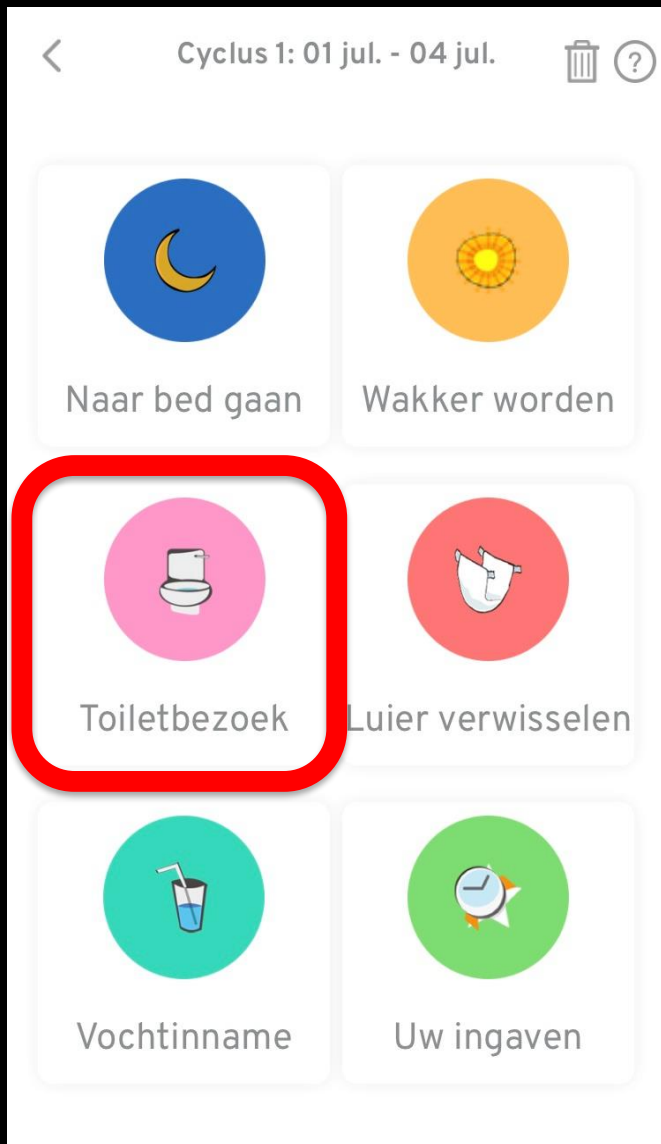 Cyclus 1: 01 jul. - 04 jul.
?
Naar bed gaan
Wakker worden
Toiletbezoek
Luier verwisselen
Vochtinname
Uw ingaven